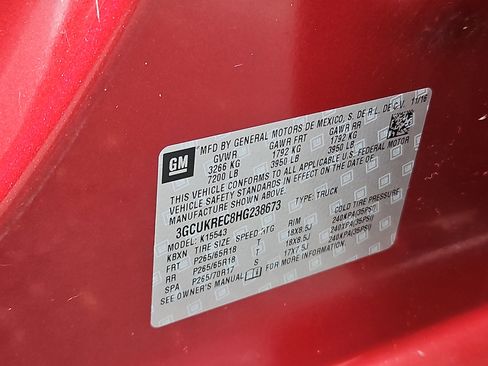 MFD BY GENERAL MOTORS DE MEXICO, S. DE R.L. DE C.V. 11/16
GM
GVWR GAWR FRT GAWR RR
3266 KG 1792 KG 1792 KG
7200 LB 3950 LB 3950 LB
THIS VEHICLE CONFORMS TO ALL APPLICABLE U.S. FEDERAL MOTOR
VEHICLE SAFETY STANDARDS IN EFFECT ON THE DATE OF
MANUFACTURE SHOWN ABOVE.
3GCUKREC8HG238673 TYPE: TRUCK
MODEL: K15543
KBXN TIRE SIZE SPEED RTG RIM COLD TIRE PRESSURE
FRT P265/65R18 T 18X8.5J 240KPA(35PSI)
RR P265/65R18 T 18X8.5J 240KPA(35PSI)
SPA P265/70R17 S 17X7.5J 240KPA(35PSI)
SEE OWNER'S MANUAL